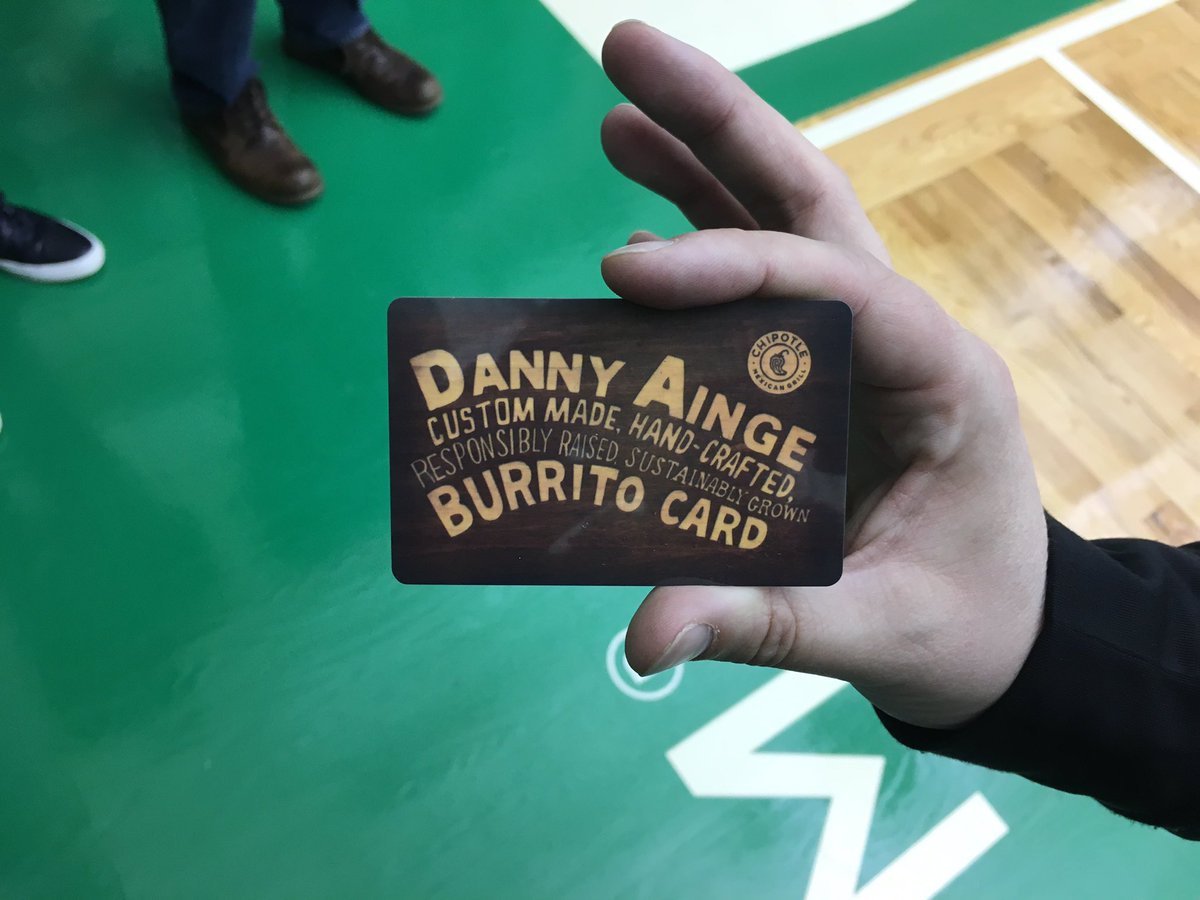 CHIPOTLE
MEXICAN GRILL
DANNY AINGE
CUSTOM MADE, HAND-CRAFTED,
RESPONSIBLY RAISED, SUSTAINABLY GROWN
BURRITO CARD